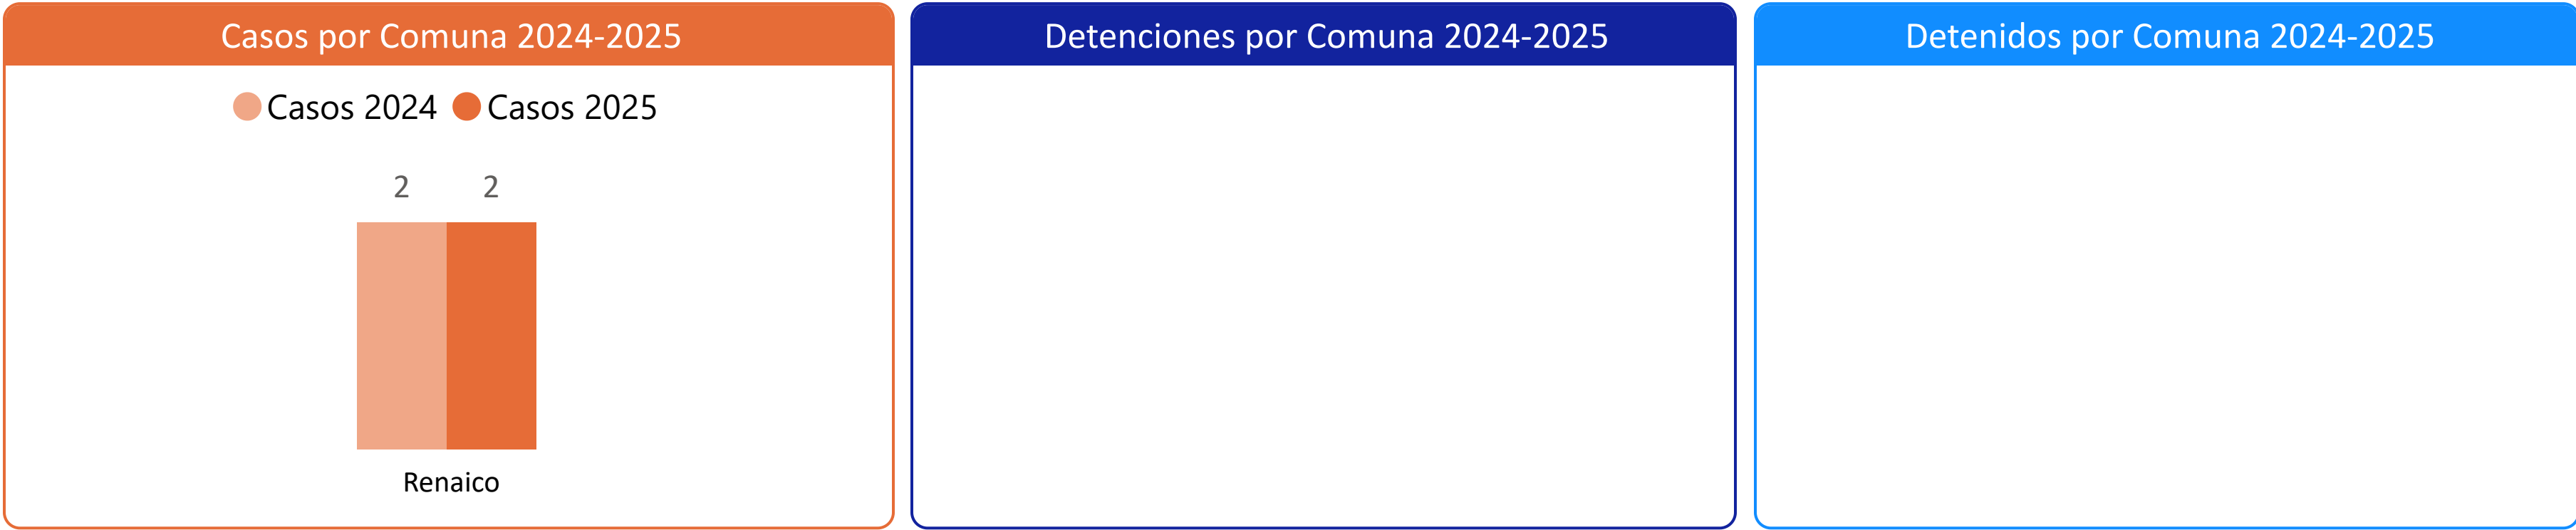 Casos por Comuna 2024-2025
Casos 2024 Casos 2025
2 2
Renaico
Detenciones por Comuna 2024-2025
Detenidos por Comuna 2024-2025